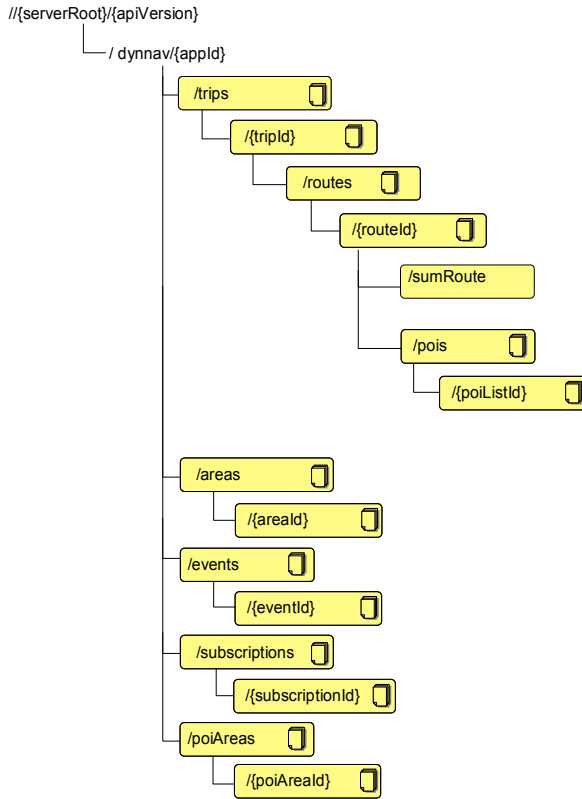 //{serverRoot}/{apiVersion}
/ dynnav/{appId}
/trips
/{tripId}
/routes
/{routeId}
/sumRoute
/pois
/{poiListId}
/areas
/{areaId}
/events
/{eventId}
/subscriptions
/{subscriptionId}
/poiAreas
/{poiAreaId}